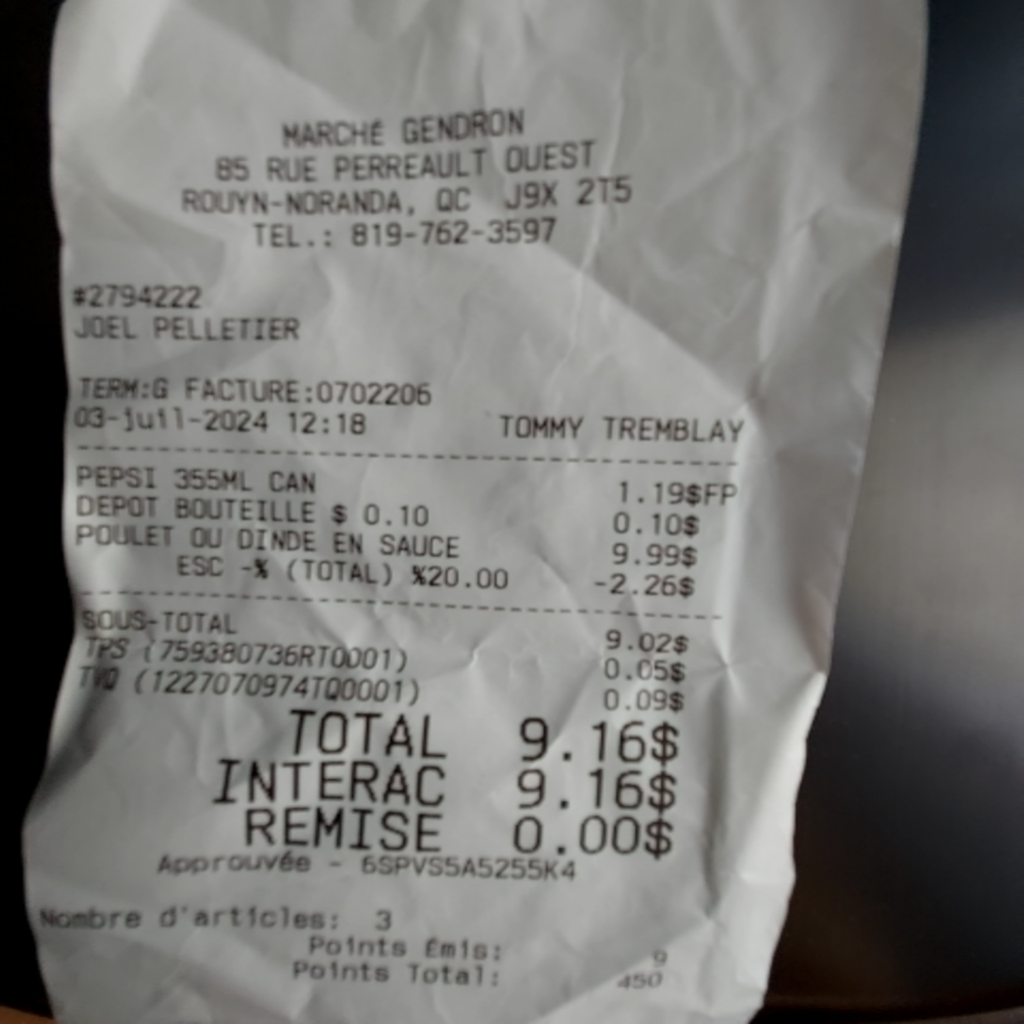 MARCHÉ GENDRON
85 RUE PERREAULT OUEST
ROUYN-NORANDA, QC J9X 2T5
TEL.: 819-762-3597
#2794222
JOEL PELLETIER
TERM:G FACTURE:0702206
03-juil-2024 12:18 TOMMY TREMBLAY
PEPSI 355ML CAN 1.19$FP
DEPOT BOUTEILLE $ 0.10 0.10$
POULET OU DINDE EN SAUCE 9.99$
ESC -% (TOTAL) %20.00 -2.26$
SOUS-TOTAL 9.02$
TPS (759380736RT0001) 0.05$
TVQ (1227070974TQ0001) 0.09$
TOTAL 9.16$
INTERAC 9.16$
REMISE 0.00$
Approuvée - 6SPVS5A5255K4
Nombre d'articles: 3
Points Émis: 9
Points Total: 450